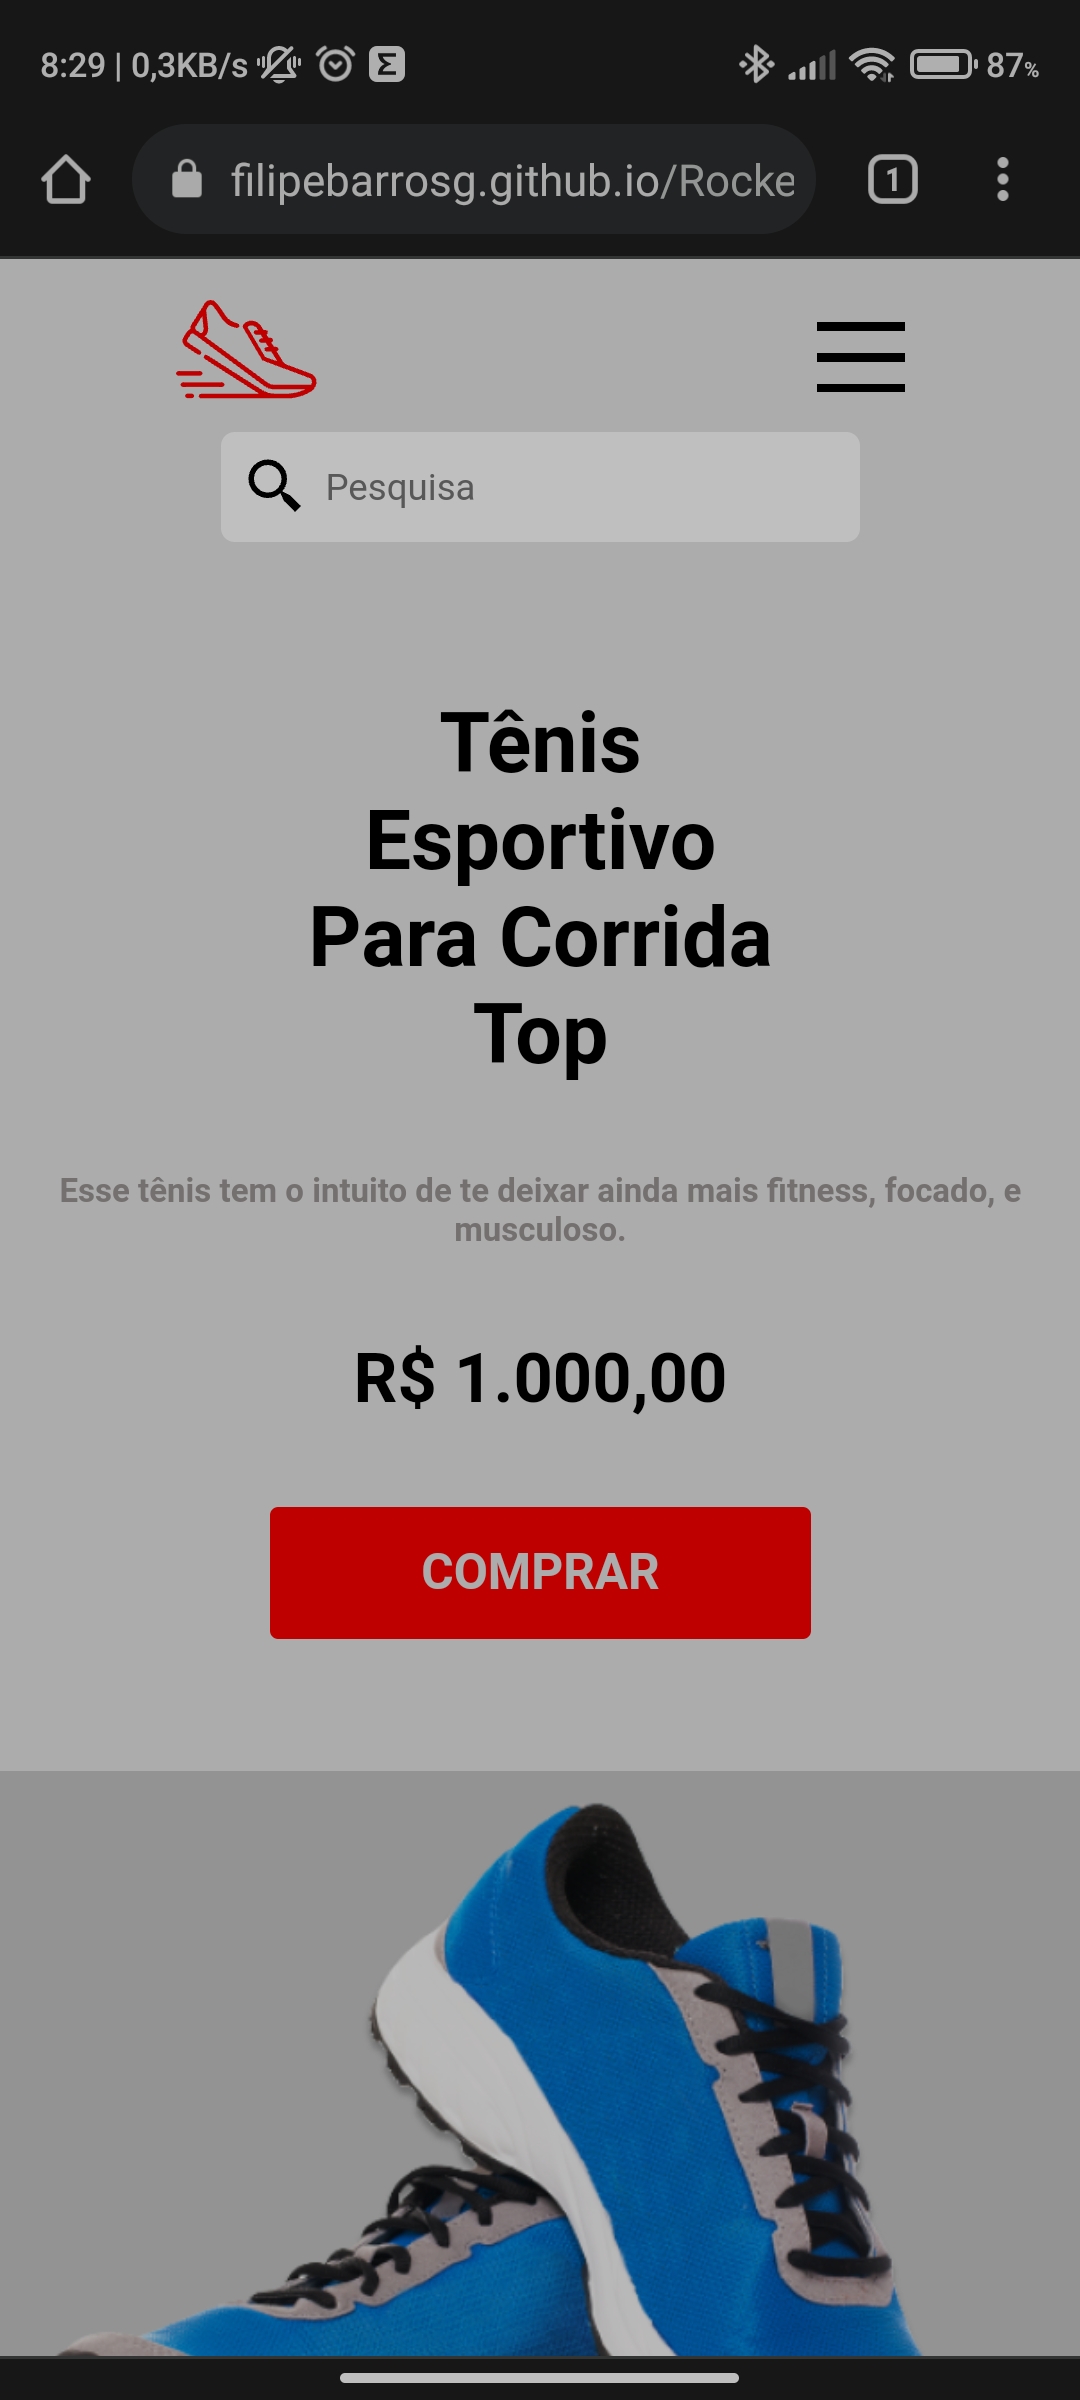 8:29 | 0,3KB/s
87%
filipebarrosg.github.io/Rocke
1
Pesquisa
Tênis
Esportivo
Para Corrida
Top
Esse tênis tem o intuito de te deixar ainda mais fitness, focado, e
musculoso.
R$ 1.000,00
COMPRAR